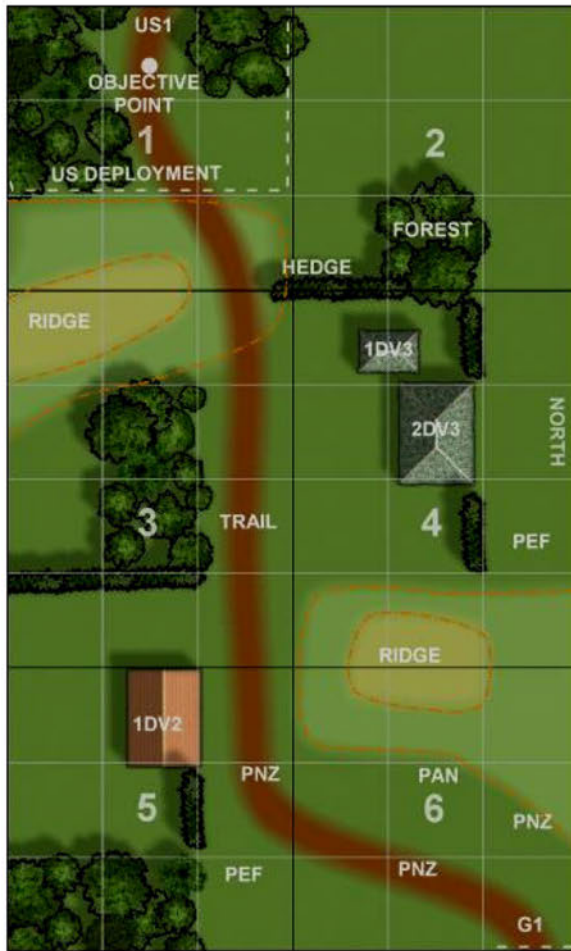 US1
OBJECTIVE
POINT
1
2
US DEPLOYMENT
FOREST
HEDGE
RIDGE
1DV3
2DV3
NORTH
3
TRAIL
4
PEF
RIDGE
1DV2
PNZ
PAN
5
6
PNZ
PEF
PNZ
G1